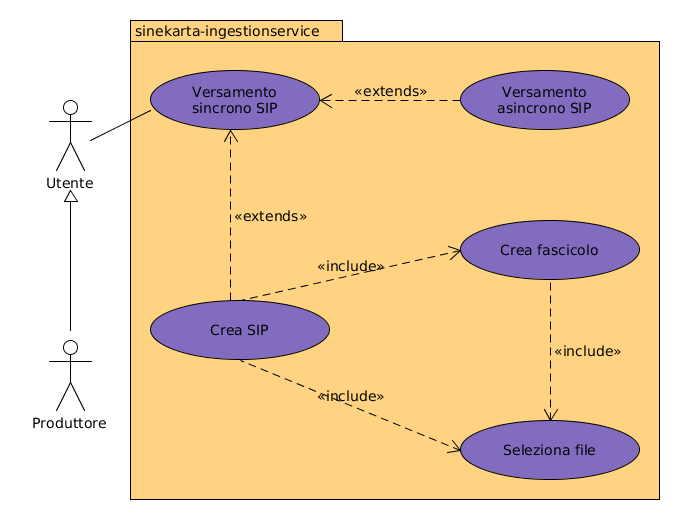 sinekarta-ingestionservice
Versamento
sincrono SIP
«extends»
Versamento
asincrono SIP
Utente
«extends»
«include»
Crea fascicolo
Crea SIP
«include»
«include»
Produttore
Seleziona file